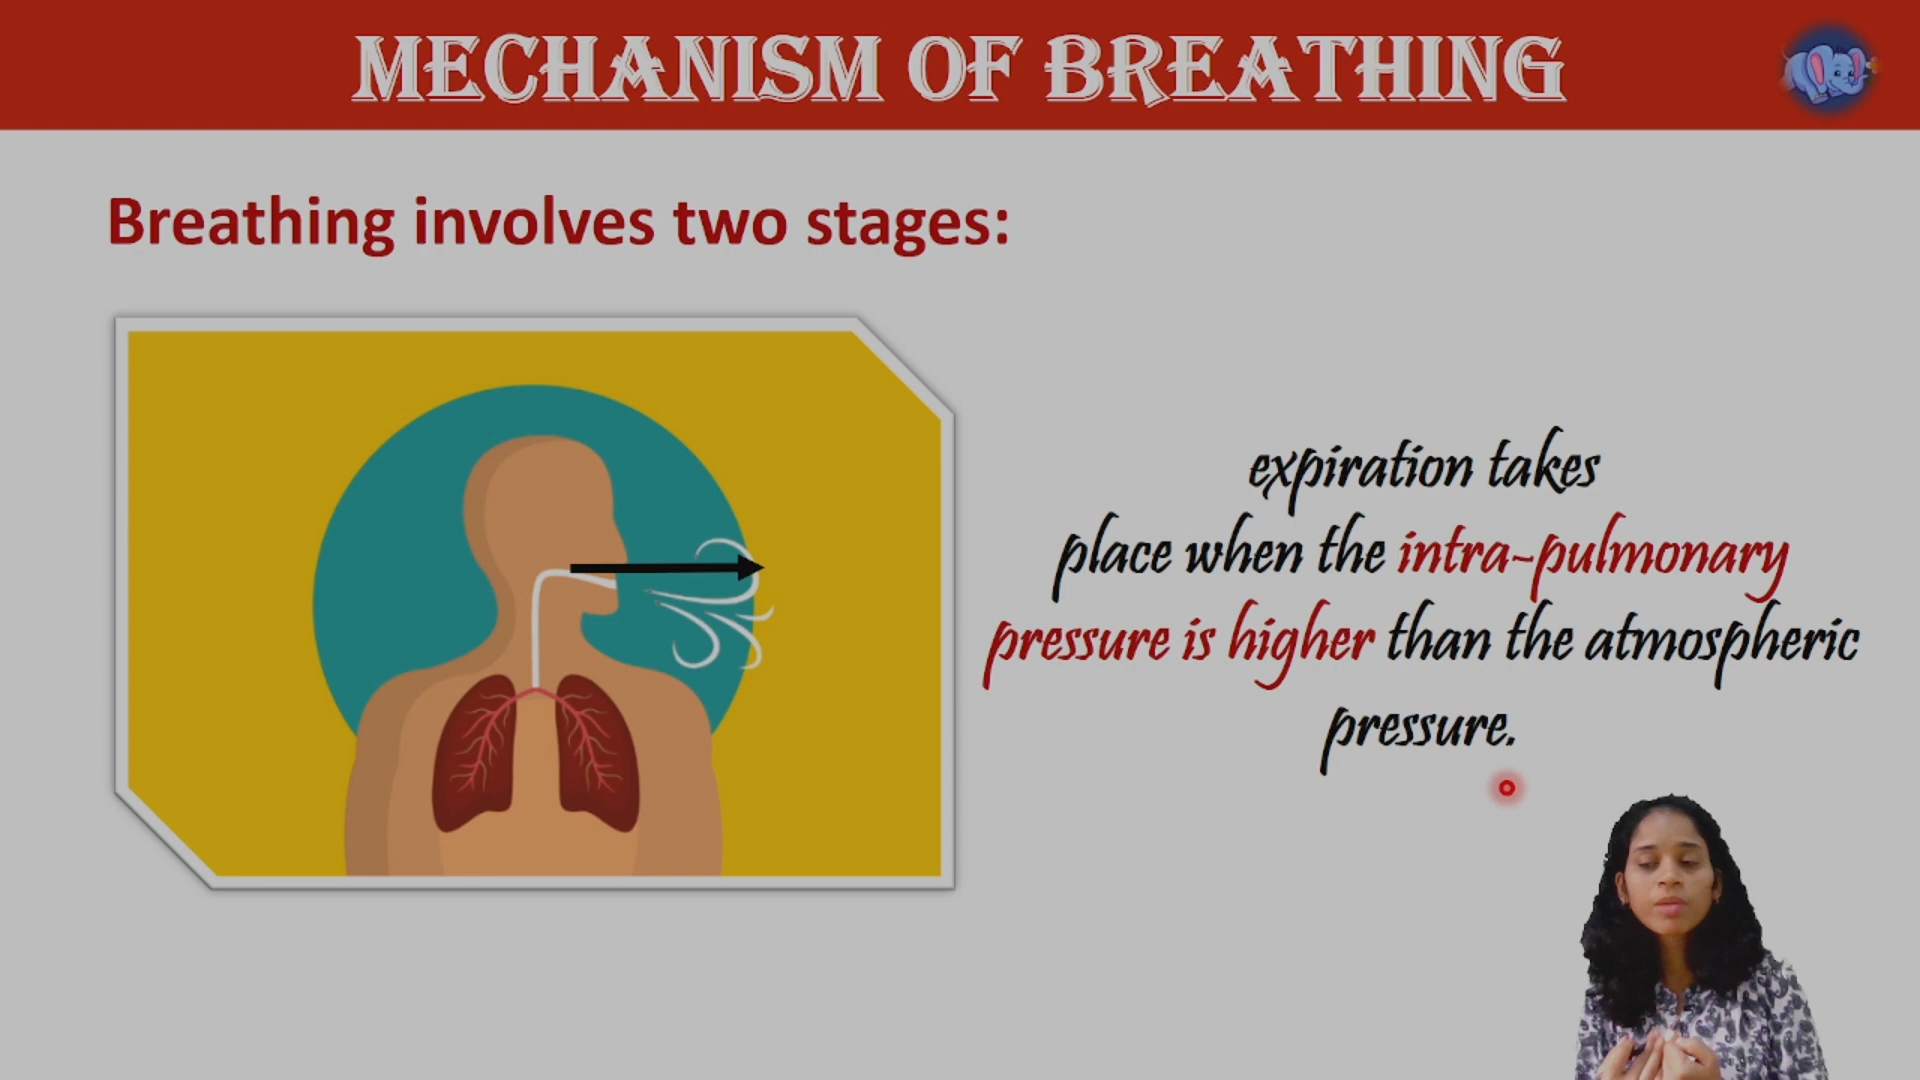 MECHANISM OF BREATHING
Breathing involves two stages:
expiration takes
place when the intra-pulmonary
pressure is higher than the atmospheric
pressure.